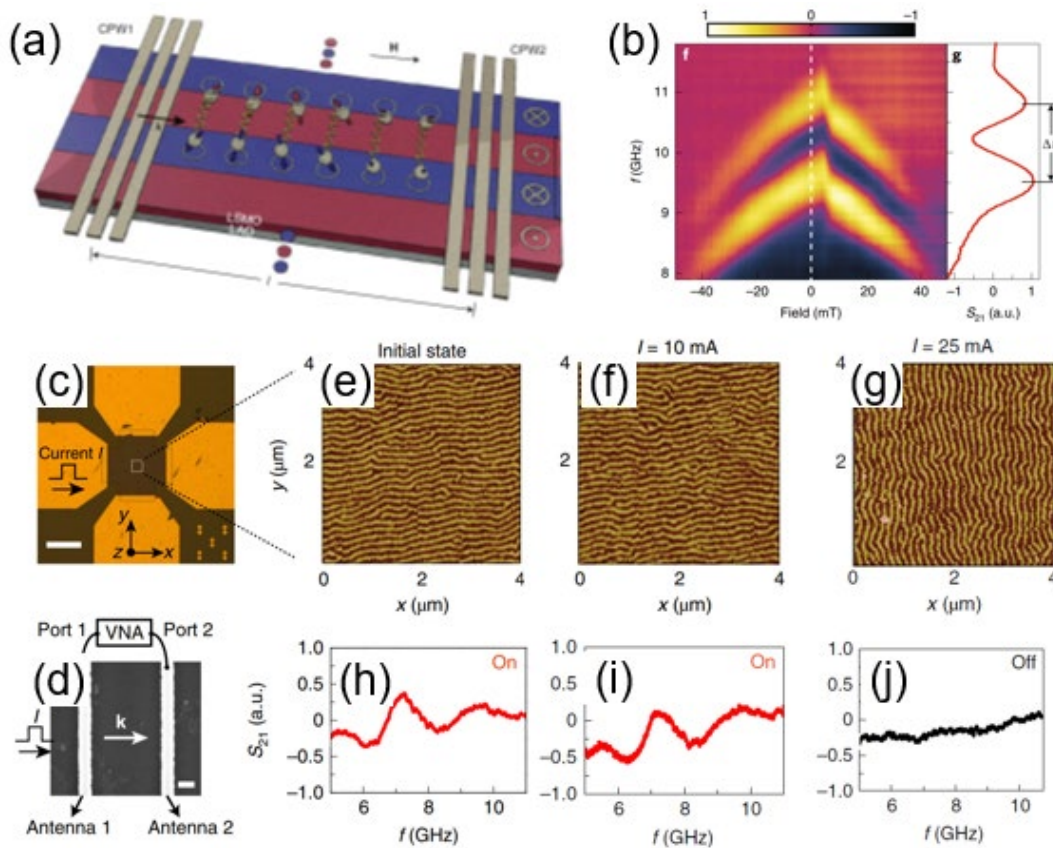 (a)
CPW1
H
CPW2
LSMO
(b)
1 0 −1
f
g
f (GHz)
11
10
9
8
−40 −20 0 20 40
Field (mT)
−1 0 1
S21 (a.u.)
(c)
Current I
y
z x
(e)
Initial state
4
2
0
y (μm)
0 2 4
x (μm)
(f)
I = 10 mA
4
2
0 2 4
x (μm)
(g)
I = 25 mA
4
2
0
0 2 4
x (μm)
(d)
Port 1 VNA Port 2
I
k
Antenna 1 Antenna 2
(h)
On
S21 (a.u.)
1.0
0.5
0
−0.5
−1.0
6 8 10
f (GHz)
(i)
On
1.0
0.5
0
−0.5
−1.0
6 8 10
f (GHz)
(j)
Off
1.0
0.5
0
−0.5
−1.0
6 8 10
f (GHz)